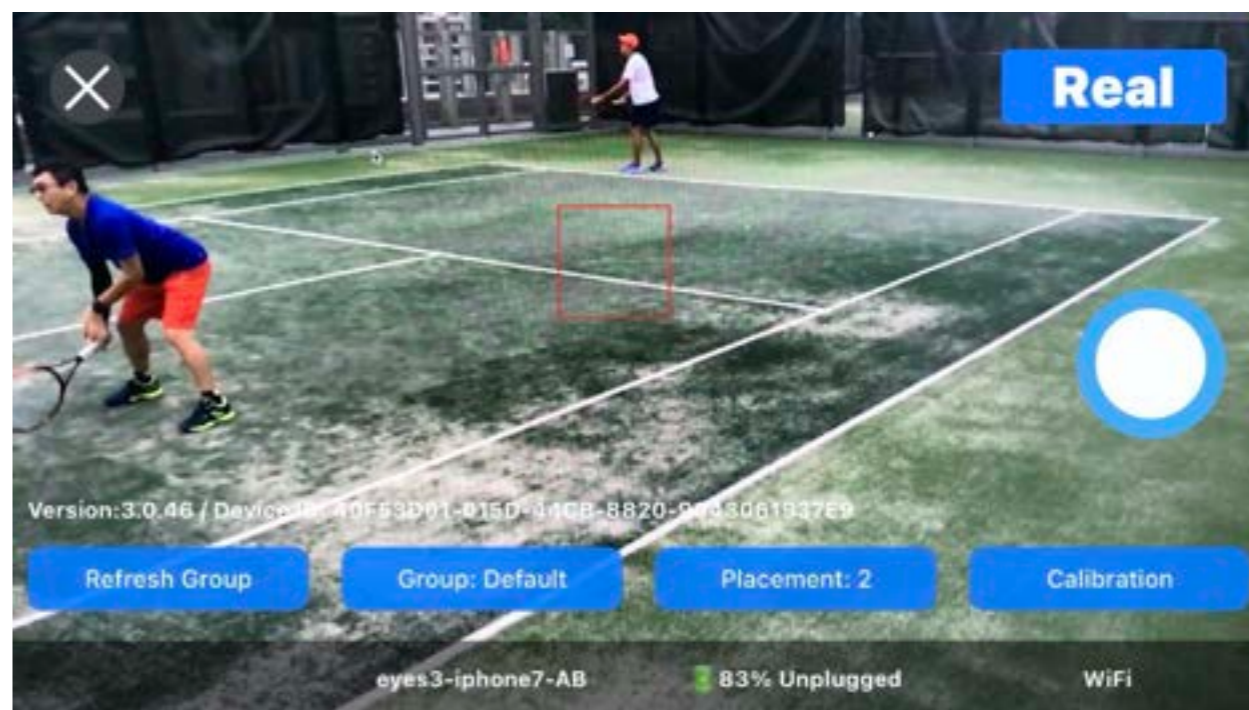 Real
Version:3.0.46 / Device
Refresh Group
Group: Default
Placement: 2
Calibration
eyes3-iphone7-AB
83% Unplugged
WiFi